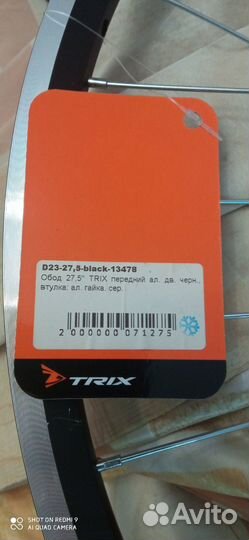 D23-27,5-black-13478
Обод 27,5" TRIX передний ал. дв. черн.,
втулка: ал. гайка. сер.
2 000000 071275
TRIX
SHOT ON REDMI 9
AI QUAD CAMERA
Avito